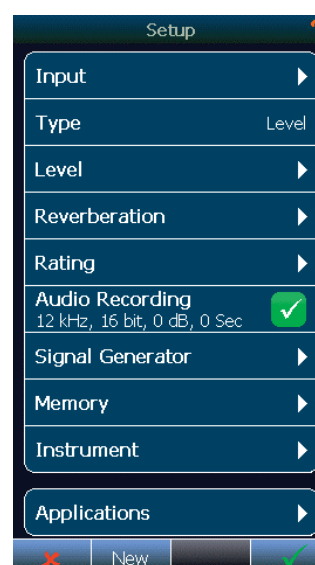 Setup
Input
Type Level
Level
Reverberation
Rating
Audio Recording
12 kHz, 16 bit, 0 dB, 0 Sec
Signal Generator
Memory
Instrument
Applications
New